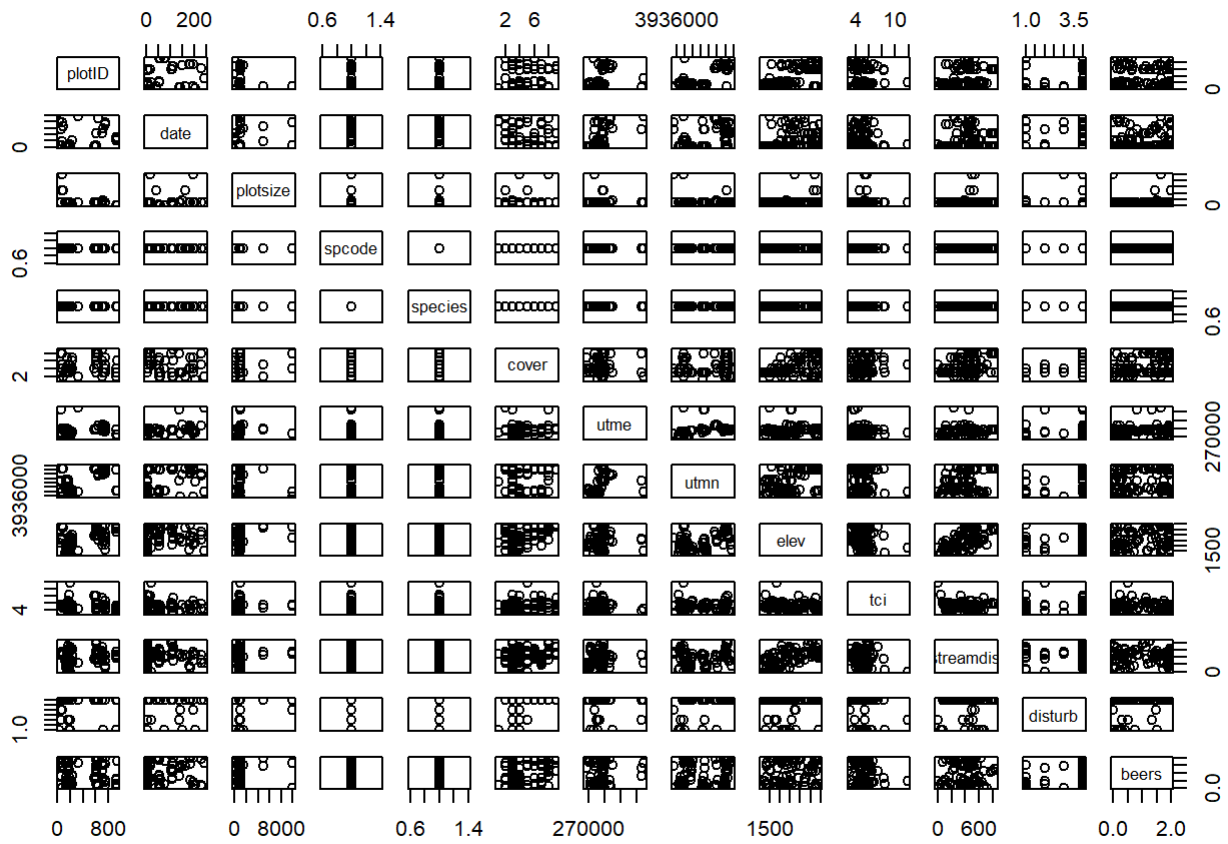 0 200 0.6 1.4 2 6 3936000 4 10 1.0 3.5
plotID 0
0 date
plotsize 0
0.6 spcode
species 0.6
2 cover
utme 270000
3936000 utmn
elev 1500
4 tci
streamdis 0
1.0 disturb
beers 0.0
0 800 0 8000 0.6 1.4 270000 1500 0 600 0.0 2.0